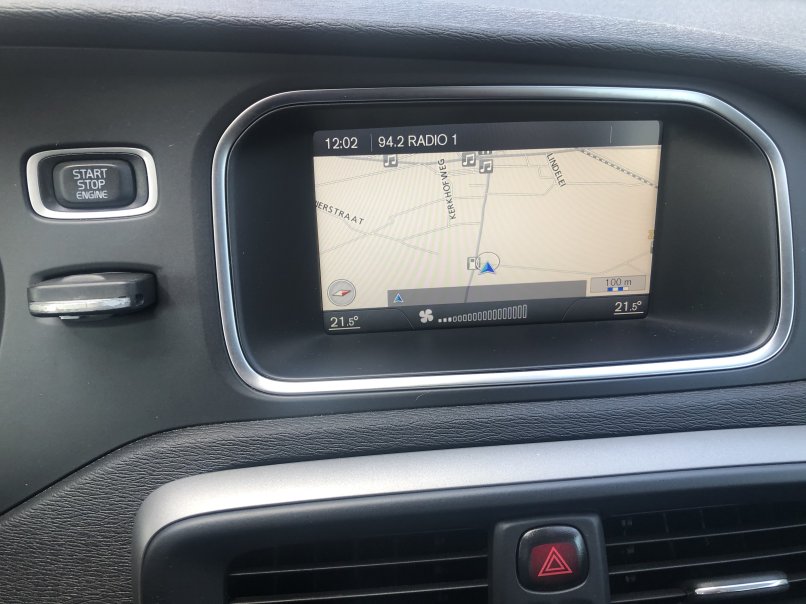 12:02 94.2 RADIO 1
START
STOP
ENGINE
LINDELEI
KERKHOFWEG
ERSTRAAT
100 m
21.5° 21.5°